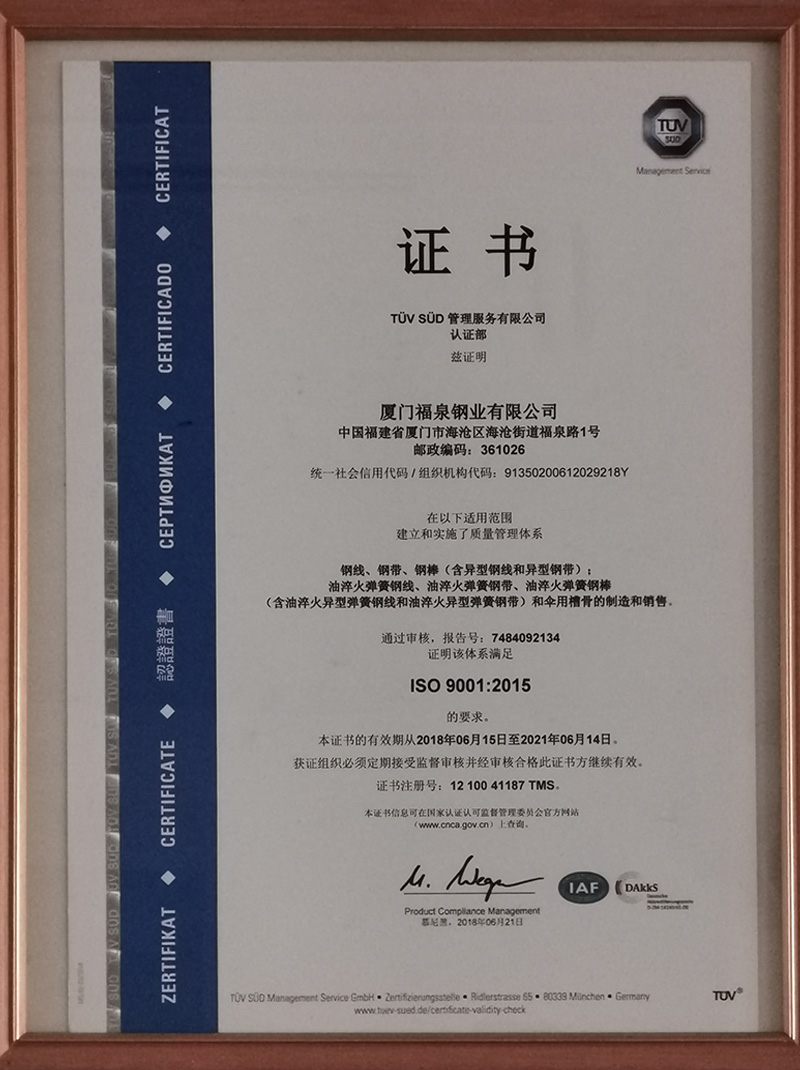 TÜV
SÜD
Management Service
ZERTIFIKAT ◆ CERTIFICATE ◆ 認證證書 ◆ СЕРТИФИКАТ ◆ CERTIFICADO ◆ CERTIFICAT
证书
TÜV SÜD 管理服务有限公司
认证部
兹证明
厦门福泉钢业有限公司
中国福建省厦门市海沧区海沧街道福泉路1号
邮政编码：361026
统一社会信用代码 / 组织机构代码：91350200612029218Y
在以下适用范围
建立和实施了质量管理体系
钢线、钢带、钢棒（含异型钢线和异型钢带）；
油淬火弹簧钢线、油淬火弹簧钢带、油淬火弹簧钢棒
（含油淬火异型弹簧钢线和油淬火异型弹簧钢带）和伞用槽骨的制造和销售。
通过审核，报告号：7484092134
证明该体系满足
ISO 9001:2015
的要求。
本证书的有效期从2018年06月15日至2021年06月14日。
获证组织必须定期接受监督审核并经审核合格此证书方继续有效。
证书注册号：12 100 41187 TMS。
本证书信息可在国家认证认可监督管理委员会官方网站
（www.cnca.gov.cn）上查询。
Product Compliance Management
慕尼黑，2018年06月21日
IAF
DAkkS
Deutsche
Akkreditierungsstelle
TÜV SÜD Management Service GmbH • Zertifizierungsstelle • Ridlerstrasse 65 • 80339 München • Germany
www.tuev-sued.de/certificate-validity-check
TÜV®